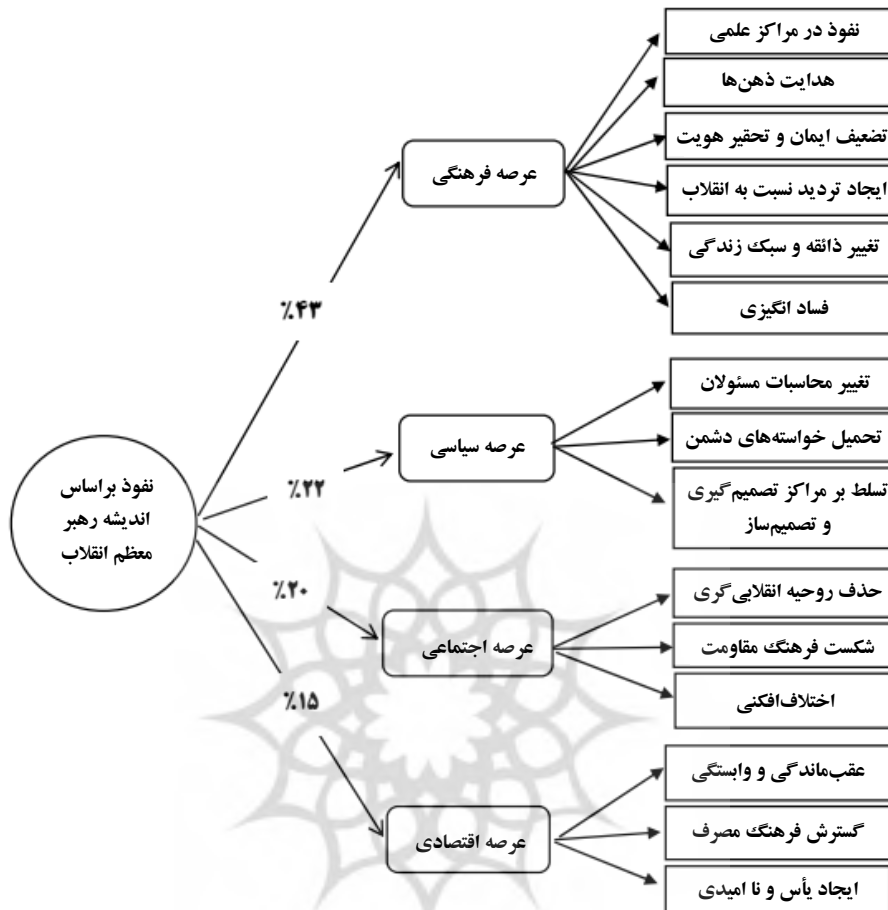 نفوذ براساس
اندیشه رهبر
معظم انقلاب
٪۴۳
عرصه فرهنگی
نفوذ در مراکز علمی
هدایت ذهن‌ها
تضعیف ایمان و تحقیر هویت
ایجاد تردید نسبت به انقلاب
تغییر ذائقه و سبک زندگی
فساد انگیزی
٪۲۲
عرصه سیاسی
تغییر محاسبات مسئولان
تحمیل خواسته‌های دشمن
تسلط بر مراکز تصمیم‌گیری
و تصمیم‌ساز
٪۲۰
عرصه اجتماعی
حذف روحیه انقلابی‌گری
شکست فرهنگ مقاومت
اختلاف‌افکنی
٪۱۵
عرصه اقتصادی
عقب‌ماندگی و وابستگی
گسترش فرهنگ مصرف
ایجاد یأس و نا امیدی